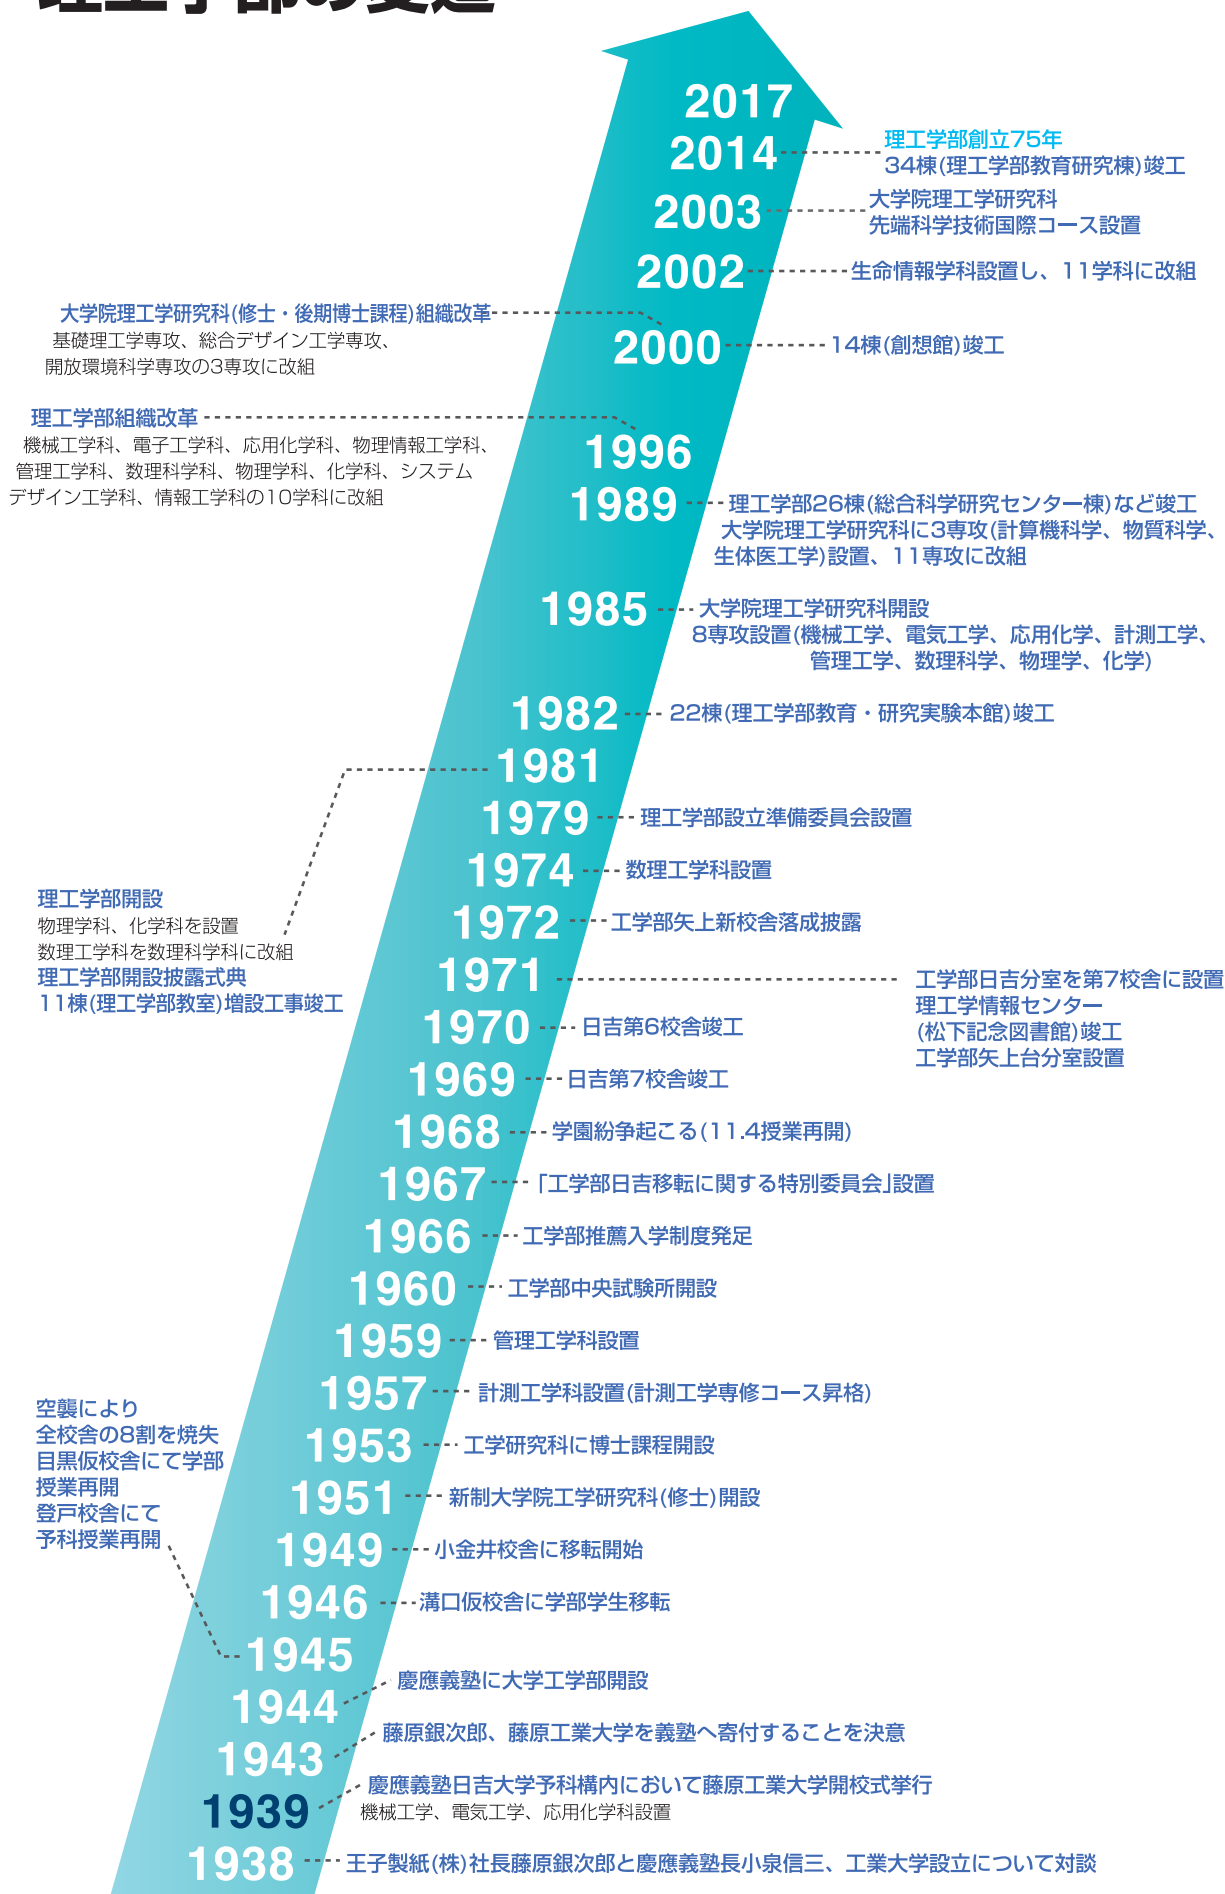 理工学部の変遷
2017
2014
理工学部創立75年
34棟(理工学部教育研究棟)竣工
2003
大学院理工学研究科
先端科学技術国際コース設置
2002
生命情報学科設置し、11学科に改組
大学院理工学研究科(修士・後期博士課程)組織改革
基礎理工学専攻、総合デザイン工学専攻、
開放環境科学専攻の3専攻に改組
2000
14棟(創想館)竣工
理工学部組織改革
機械工学科、電子工学科、応用化学科、物理情報工学科、
管理工学科、数理科学科、物理学科、化学科、システム
デザイン工学科、情報工学科の10学科に改組
1996
1989
理工学部26棟(総合科学研究センター棟)など竣工
大学院理工学研究科に3専攻(計算機科学、物質科学、
生体医工学)設置、11専攻に改組
1985
大学院理工学研究科開設
8専攻設置(機械工学、電気工学、応用化学、計測工学、
管理工学、数理科学、物理学、化学)
1982
22棟(理工学部教育・研究実験本館)竣工
1981
理工学部開設
物理学科、化学科を設置
数理工学科を数理科学科に改組
理工学部開設披露式典
11棟(理工学部教室)増設工事竣工
1979
理工学部設立準備委員会設置
1974
数理工学科設置
1972
工学部矢上新校舎落成披露
1971
工学部日吉分室を第7校舎に設置
理工学情報センター
(松下記念図書館)竣工
工学部矢上台分室設置
1970
日吉第6校舎竣工
1969
日吉第7校舎竣工
1968
学園紛争起こる(11.4授業再開)
1967
「工学部日吉移転に関する特別委員会」設置
1966
工学部推薦入学制度発足
1960
工学部中央試験所開設
1959
管理工学科設置
1957
計測工学科設置(計測工学専修コース昇格)
1953
工学研究科に博士課程開設
1951
新制大学院工学研究科(修士)開設
1949
小金井校舎に移転開始
1946
溝口仮校舎に学部学生移転
空襲により
全校舎の8割を焼失
目黒仮校舎にて学部
授業再開
登戸校舎にて
予科授業再開
1945
1944
慶應義塾に大学工学部開設
1943
藤原銀次郎、藤原工業大学を義塾へ寄付することを決意
1939
慶應義塾日吉大学予科構内において藤原工業大学開校式挙行
機械工学、電気工学、応用化学科設置
1938
王子製紙(株)社長藤原銀次郎と慶應義塾長小泉信三、工業大学設立について対談